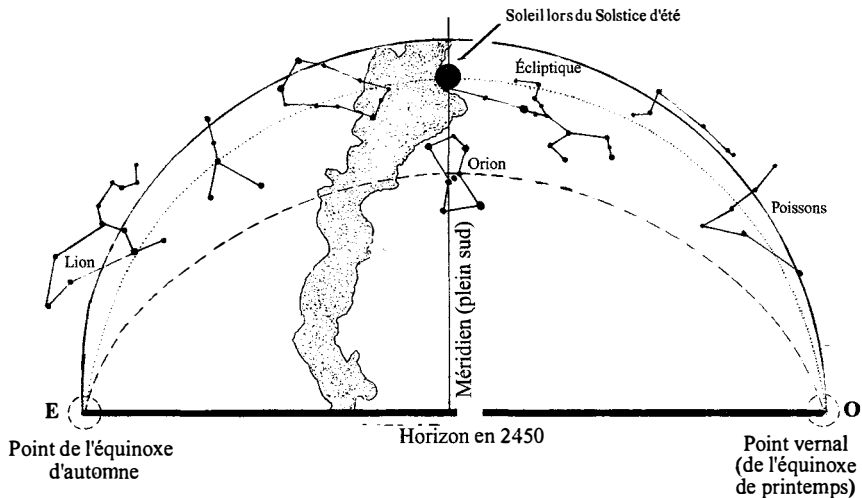 Soleil lors du Solstice d'été
Écliptique
Orion
Poissons
Lion
Méridien (plein sud)
E
O
Horizon en 2450
Point de l'équinoxe
d'automne
Point vernal
(de l'équinoxe
de printemps)